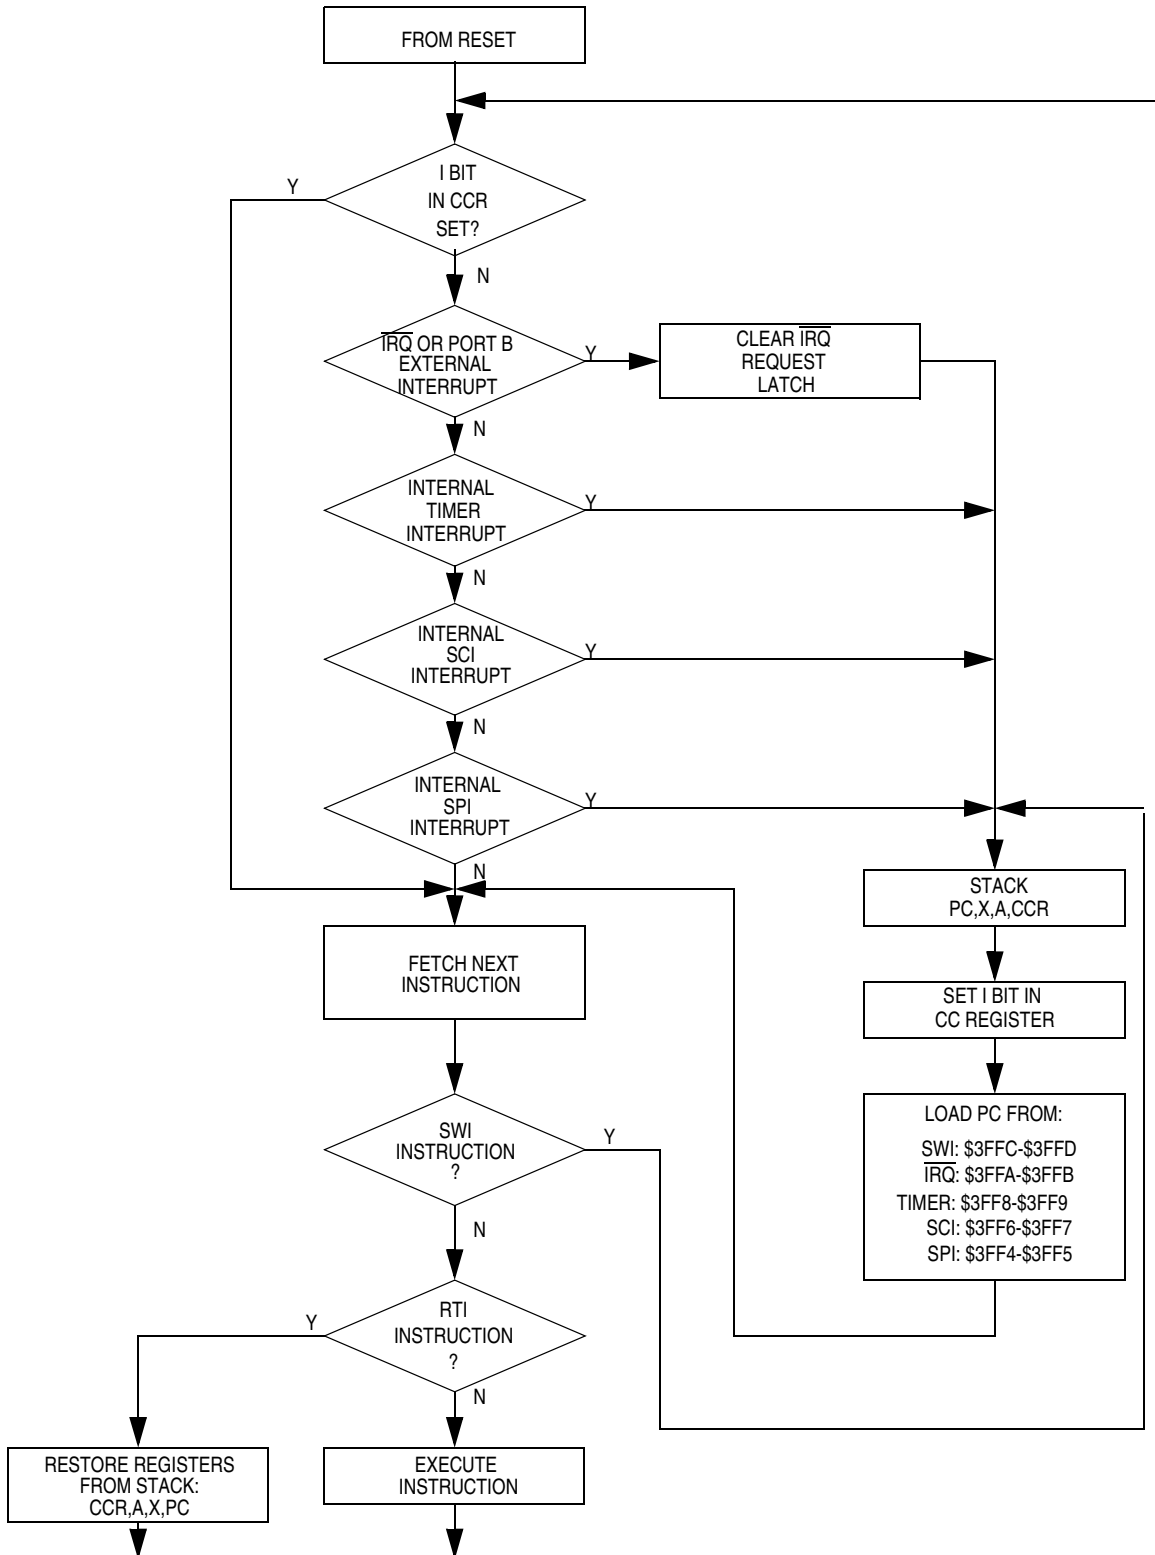 FROM RESET
I BIT
IN CCR
SET?
Y
N
IRQ OR PORT B
EXTERNAL
INTERRUPT
Y
CLEAR IRQ
REQUEST
LATCH
N
INTERNAL
TIMER
INTERRUPT
Y
N
INTERNAL
SCI
INTERRUPT
Y
N
INTERNAL
SPI
INTERRUPT
Y
N
STACK
PC,X,A,CCR
FETCH NEXT
INSTRUCTION
SET I BIT IN
CC REGISTER
LOAD PC FROM:
SWI: $3FFC-$3FFD
IRQ: $3FFA-$3FFB
TIMER: $3FF8-$3FF9
SCI: $3FF6-$3FF7
SPI: $3FF4-$3FF5
SWI
INSTRUCTION
?
Y
N
RTI
INSTRUCTION
?
Y
N
RESTORE REGISTERS
FROM STACK:
CCR,A,X,PC
EXECUTE
INSTRUCTION